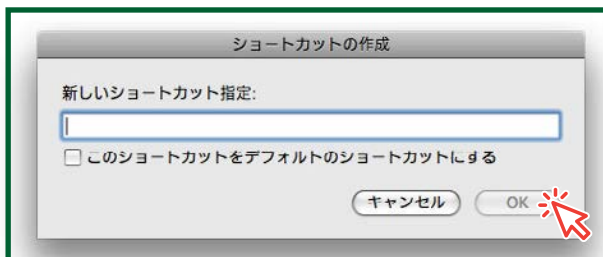 ショートカットの作成
新しいショートカット指定:
このショートカットをデフォルトのショートカットにする
キャンセル
OK